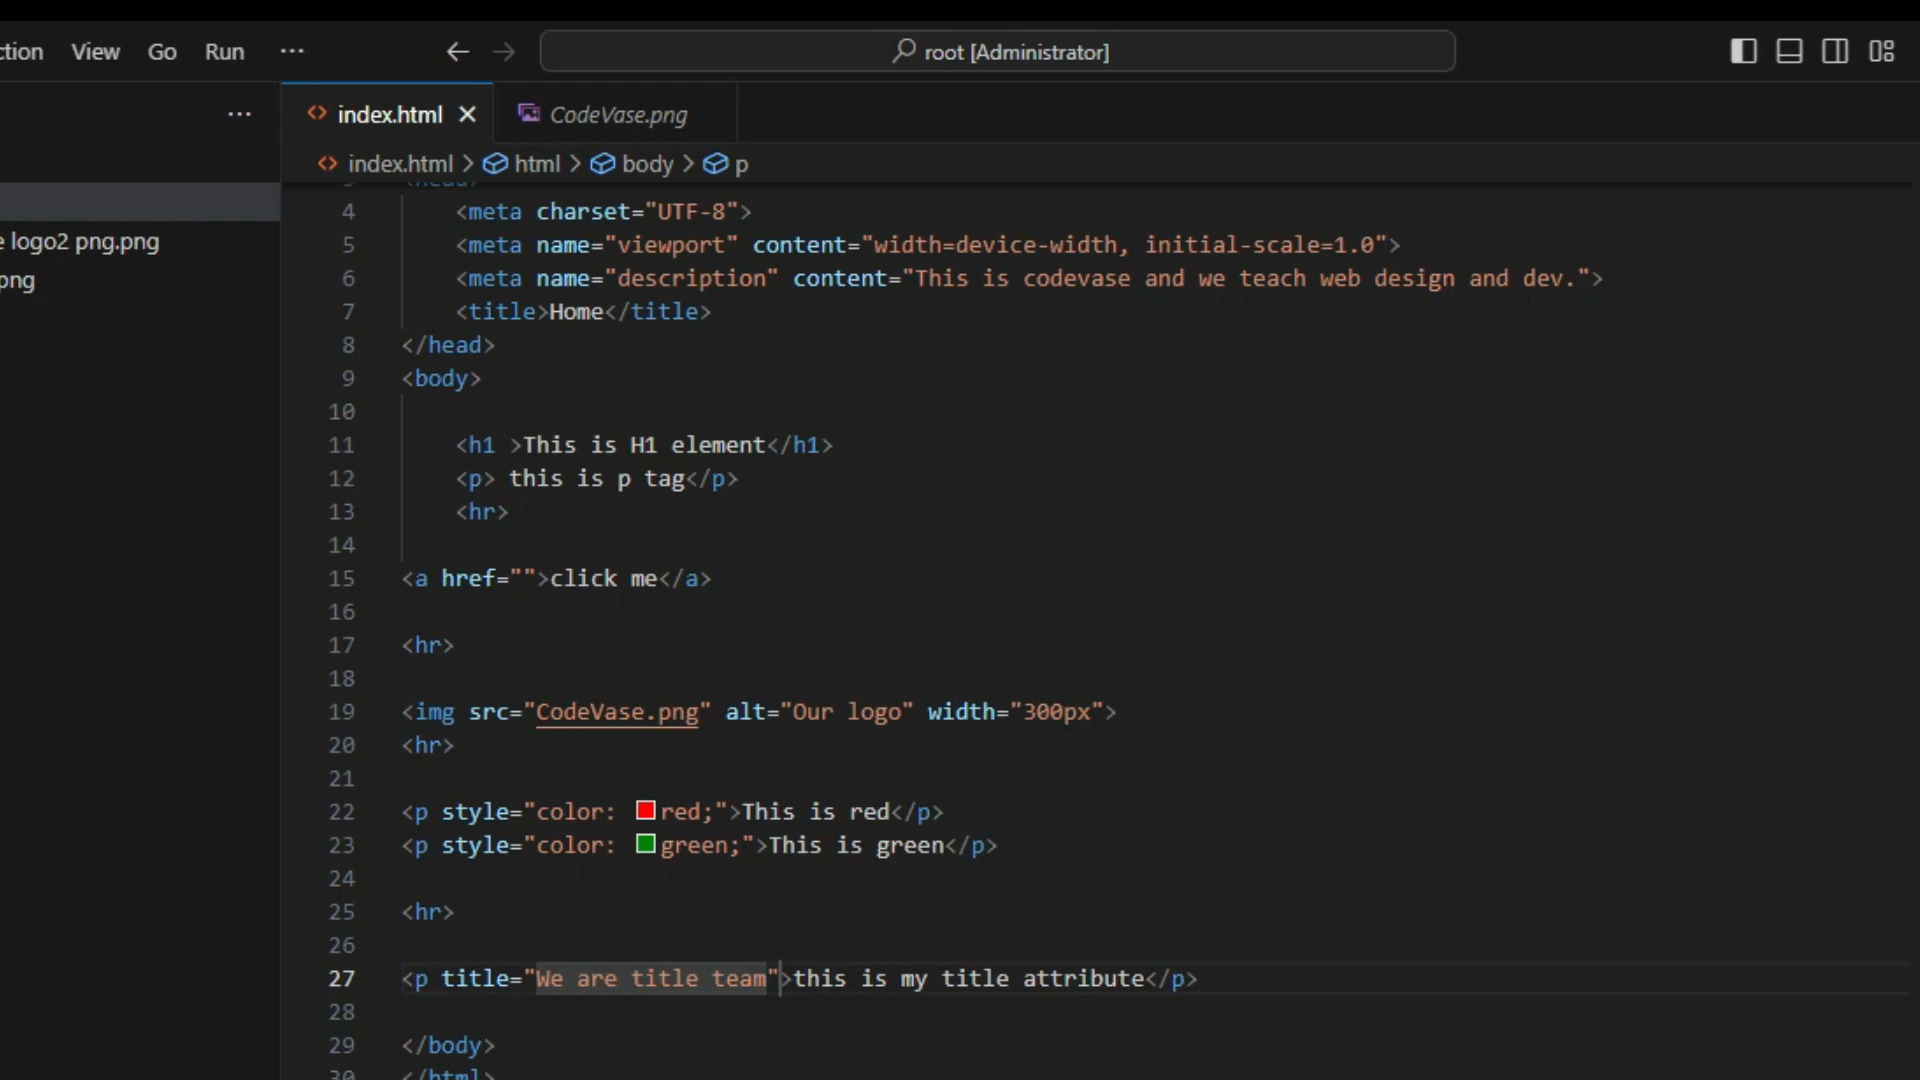 ction View Go Run ··· root [Administrator]
··· index.html CodeVase.png
index.html > html > body > p
3 <head>
4 <meta charset="UTF-8">
5 <meta name="viewport" content="width=device-width, initial-scale=1.0">
e logo2 png.png
6 <meta name="description" content="This is codevase and we teach web design and dev.">
png
7 <title>Home</title>
8 </head>
9 <body>
10
11 <h1 >This is H1 element</h1>
12 <p> this is p tag</p>
13 <hr>
14
15 <a href="">click me</a>
16
17 <hr>
18
19 <img src="CodeVase.png" alt="Our logo" width="300px">
20 <hr>
21
22 <p style="color: red;">This is red</p>
23 <p style="color: green;">This is green</p>
24
25 <hr>
26
27 <p title="We are title team">this is my title attribute</p>
28
29 </body>
30 </html>